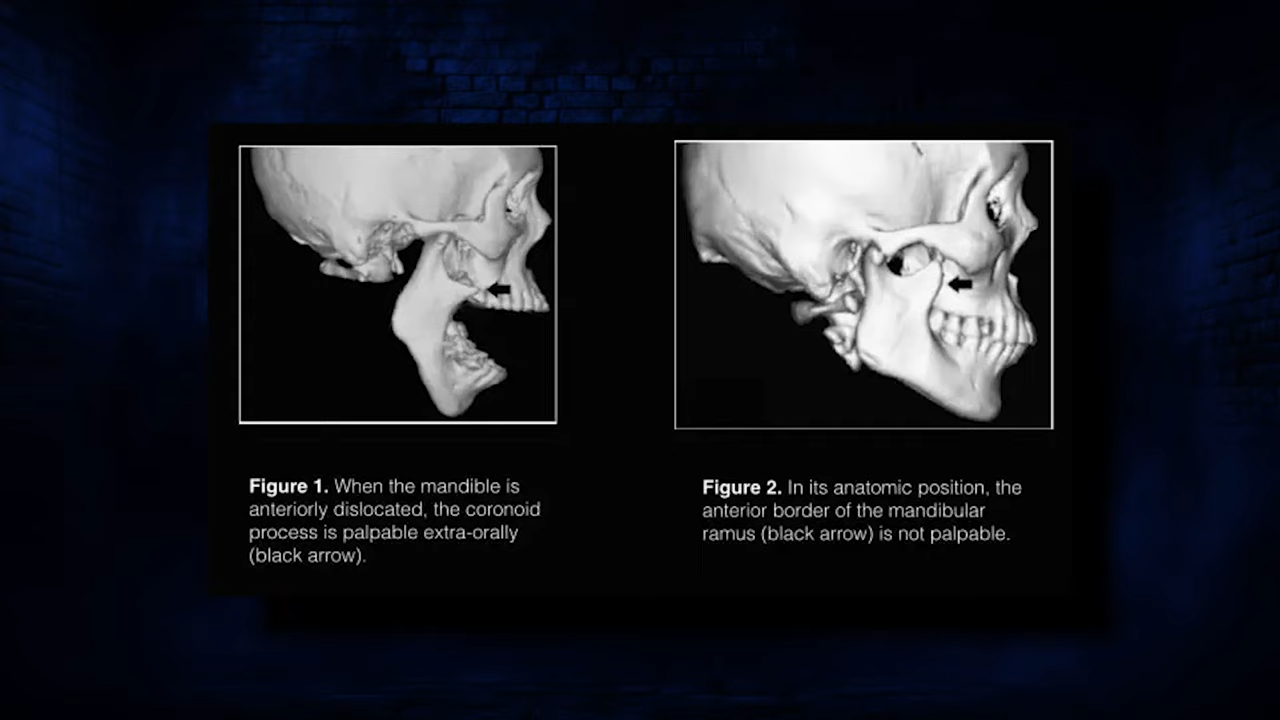 Figure 1. When the mandible is
anteriorly dislocated, the coronoid
process is palpable extra-orally
(black arrow).
Figure 2. In its anatomic position, the
anterior border of the mandibular
ramus (black arrow) is not palpable.